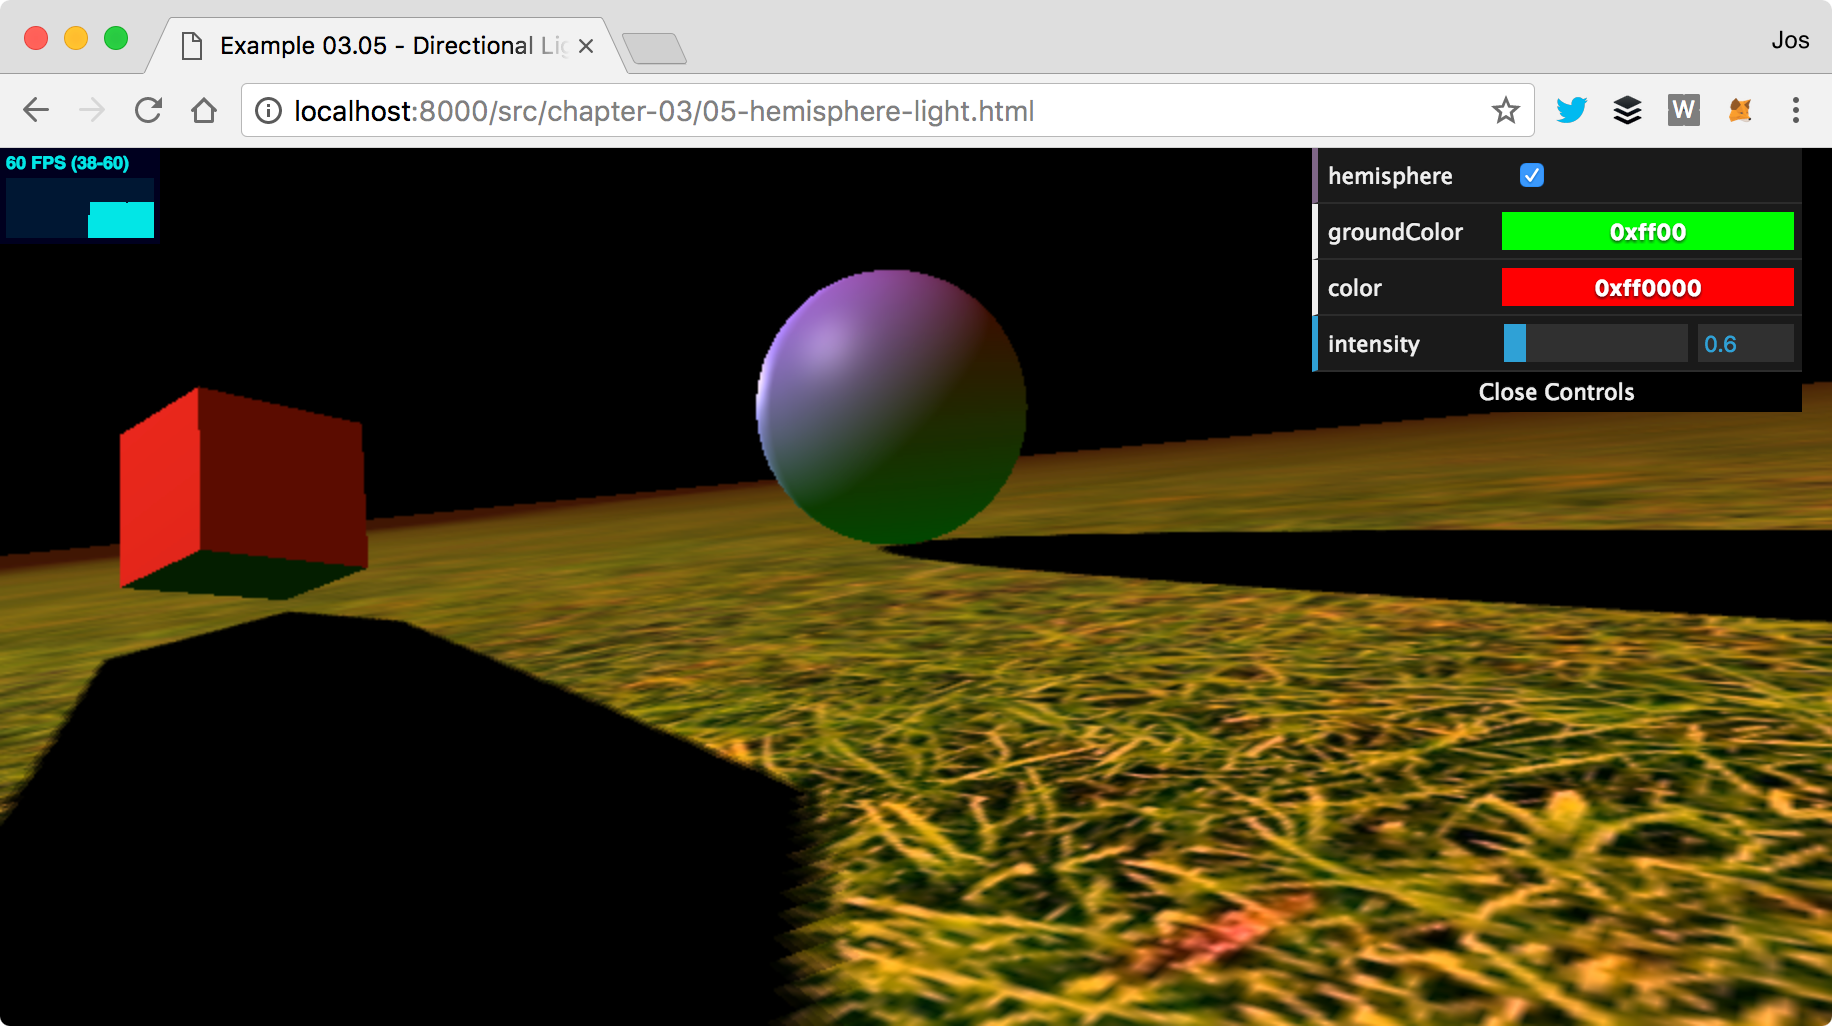 Example 03.05 - Directional Lig
Jos
localhost:8000/src/chapter-03/05-hemisphere-light.html
W
60 FPS (38-60)
hemisphere
groundColor 0xff00
color 0xff0000
intensity 0.6
Close Controls